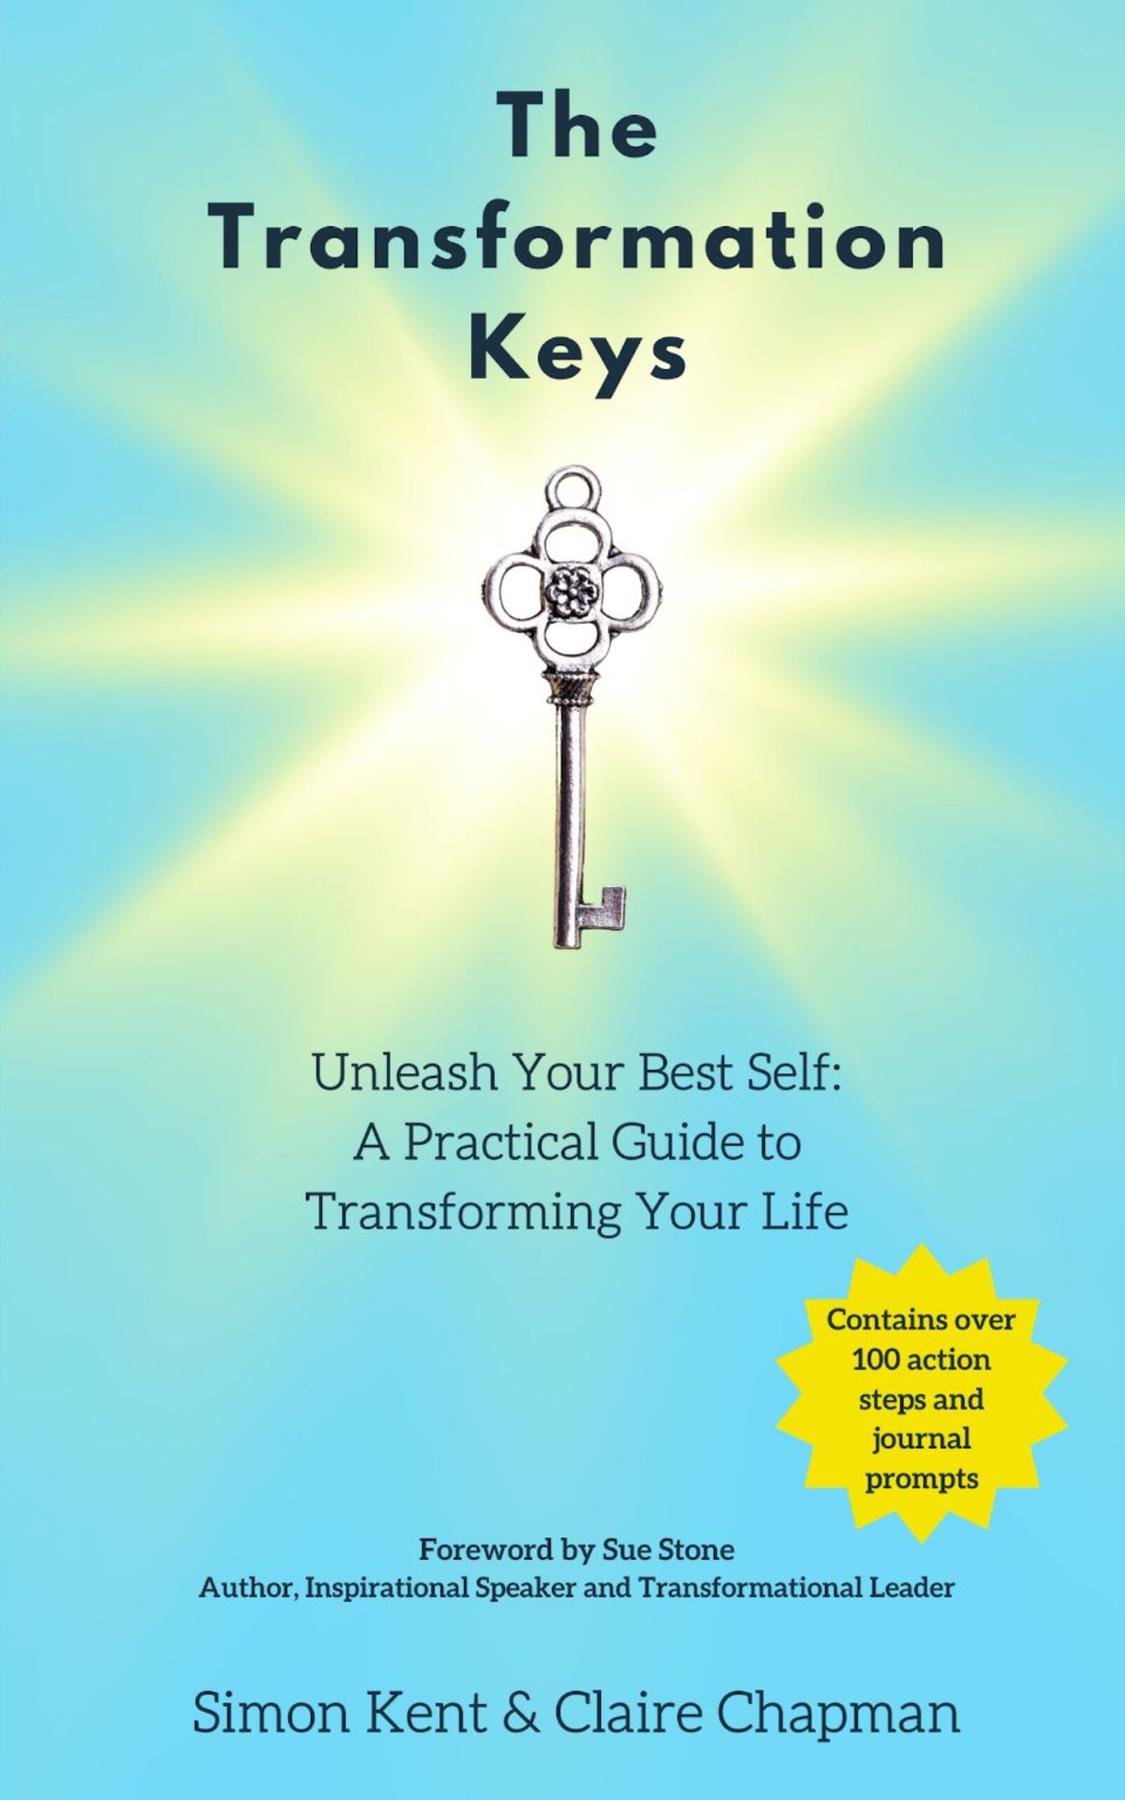 The
Transformation
Keys
Unleash Your Best Self:
A Practical Guide to
Transforming Your Life
Contains over
100 action
steps and
journal
prompts
Foreword by Sue Stone
Author, Inspirational Speaker and Transformational Leader
Simon Kent & Claire Chapman